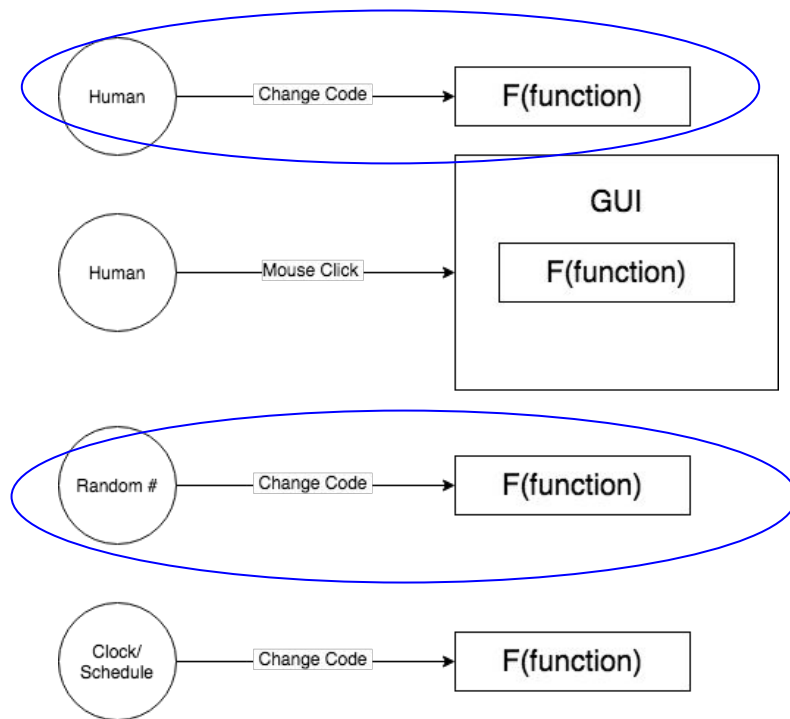 Human
Change Code
F(function)
GUI
Human
Mouse Click
F(function)
Random #
Change Code
F(function)
Clock/
Schedule
Change Code
F(function)